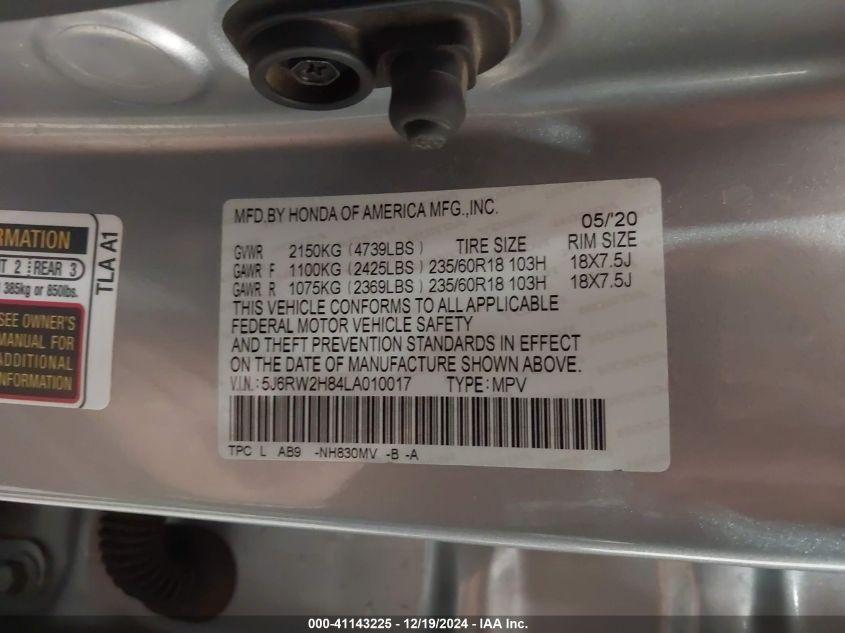 RMATION
T 2 REAR 3
385kg or 850lbs.
SEE OWNER'S
MANUAL FOR
ADDITIONAL
INFORMATION
TLA A1
MFD.BY HONDA OF AMERICA MFG.,INC.
05/'20
GVWR 2150KG (4739LBS) TIRE SIZE RIM SIZE
GAWR F 1100KG (2425LBS) 235/60R18 103H 18X7.5J
GAWR R 1075KG (2369LBS) 235/60R18 103H 18X7.5J
THIS VEHICLE CONFORMS TO ALL APPLICABLE
FEDERAL MOTOR VEHICLE SAFETY
AND THEFT PREVENTION STANDARDS IN EFFECT
ON THE DATE OF MANUFACTURE SHOWN ABOVE.
V.I.N.: 5J6RW2H84LA010017 TYPE: MPV
TPC L AB9 -NH830MV -B -A
000-41143225 - 12/19/2024 - IAA Inc.